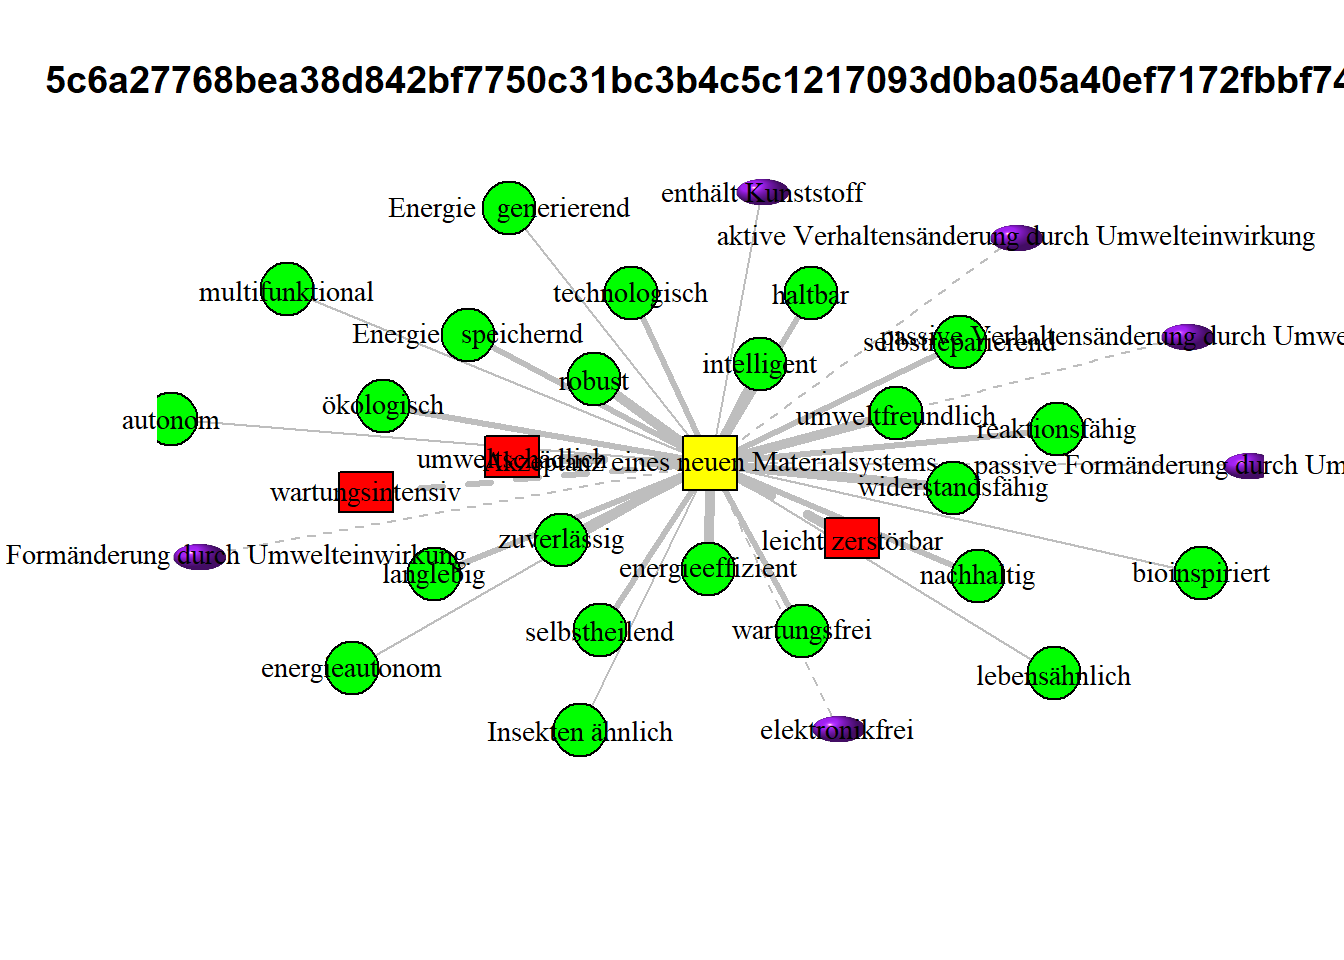 5c6a27768bea38d842bf7750c31bc3b4c5c1217093d0ba05a40ef7172fbbf74
enthält Kunststoff
Energie generierend
aktive Verhaltensänderung durch Umwelteinwirkung
multifunktional
technologisch
haltbar
Energie speichernd
passive Verhaltensänderung durch Umwe
selbstreparierend
intelligent
robust
ökologisch
umweltfreundlich
autonom
reaktionsfähig
umweltschädlich
Akzeptanz eines neuen Materialsystems
passive Formänderung durch Um
wartungsintensiv
widerstandsfähig
zuverlässig
leicht zerstörbar
Formänderung durch Umwelteinwirkung
langlebig
energieeffizient
nachhaltig
bioinspiriert
selbstheilend
wartungsfrei
energieautonom
lebensähnlich
Insekten ähnlich
elektronikfrei